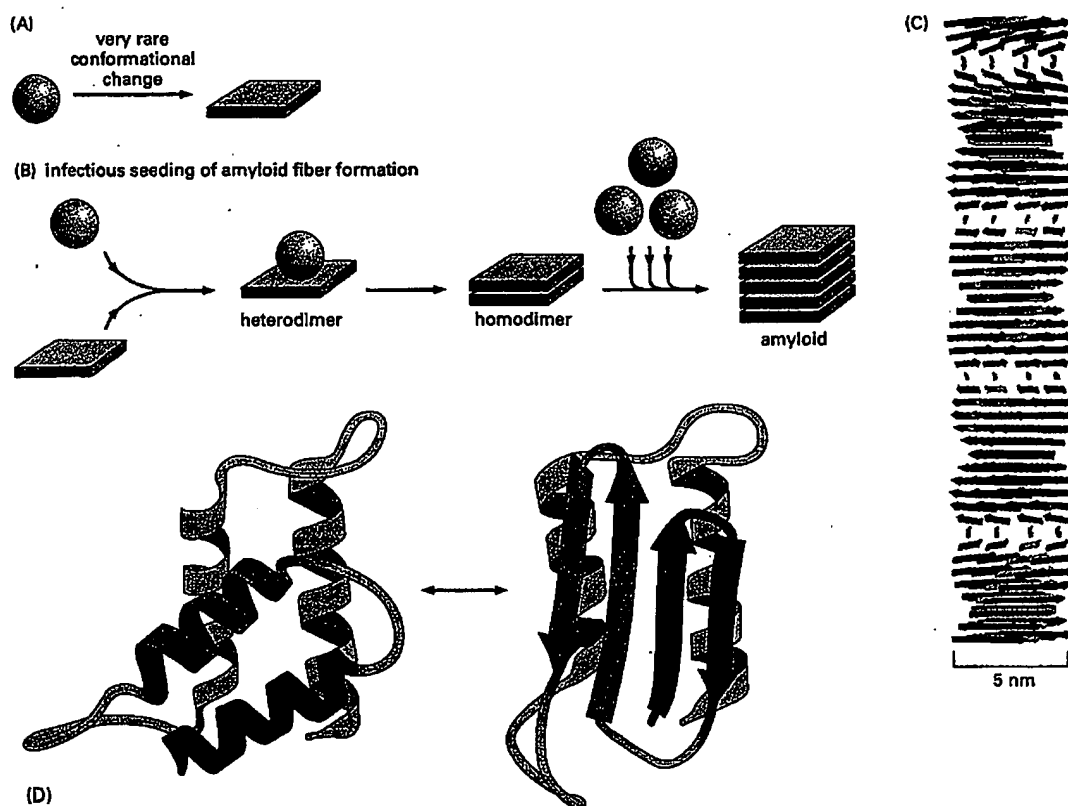 (A)
very rare
conformational
change
(B) infectious seeding of amyloid fiber formation
heterodimer
homodimer
amyloid
(C)
5 nm
(D)